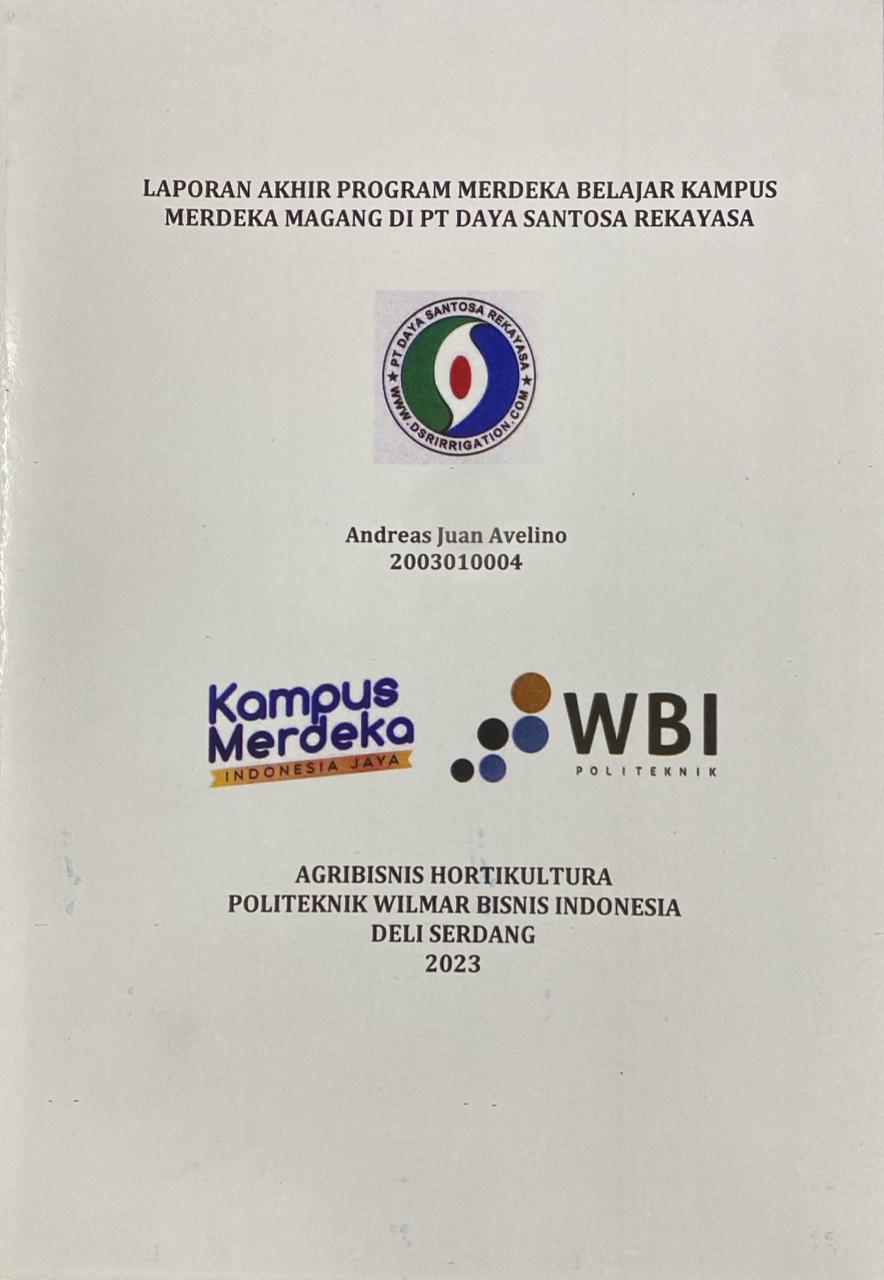 LAPORAN AKHIR PROGRAM MERDEKA BELAJAR KAMPUS
MERDEKA MAGANG DI PT DAYA SANTOSA REKAYASA
★ PT DAYA SANTOSA REKAYASA ★
WWW.DSRIRRIGATION.COM
Andreas Juan Avelino
2003010004
Kampus
Merdeka
INDONESIA JAYA
WBI
POLITEKNIK
AGRIBISNIS HORTIKULTURA
POLITEKNIK WILMAR BISNIS INDONESIA
DELI SERDANG
2023